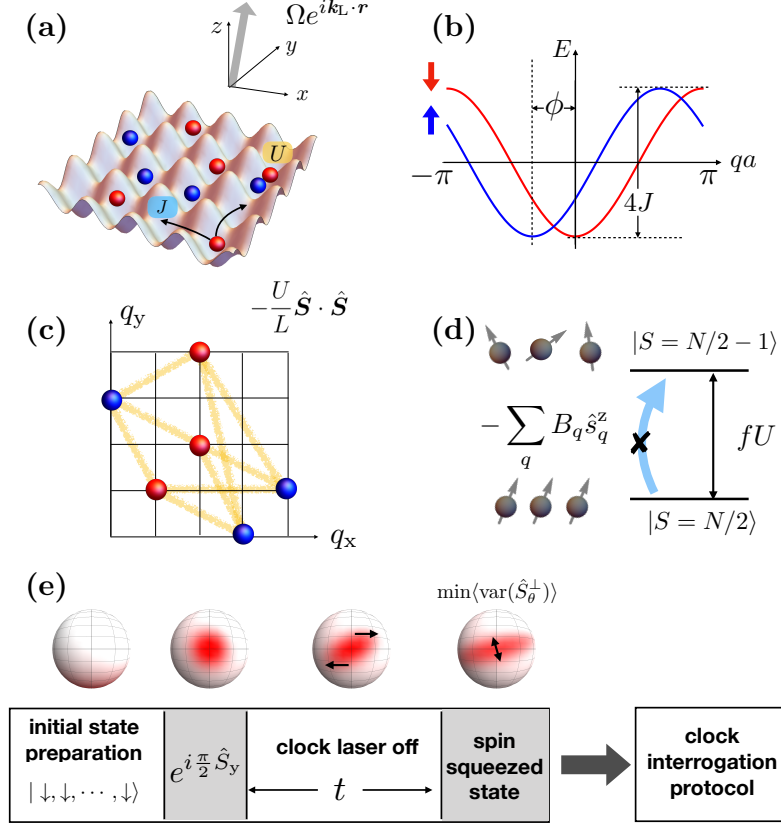 (a)
z
y
x
Ωe^{ik_L·r}
U
J
(b)
E
ϕ
−π
π
qa
4J
(c)
−U/L Ŝ · Ŝ
q_y
q_x
(d)
|S = N/2 − 1⟩
−∑_q B_q ŝ_q^z
fU
|S = N/2⟩
(e)
min⟨var(Ŝ_θ^⊥)⟩
initial state
preparation
| ↓, ↓, ⋯ , ↓⟩
e^{i π/2 Ŝ_y}
clock laser off
t
spin
squeezed
state
clock
interrogation
protocol